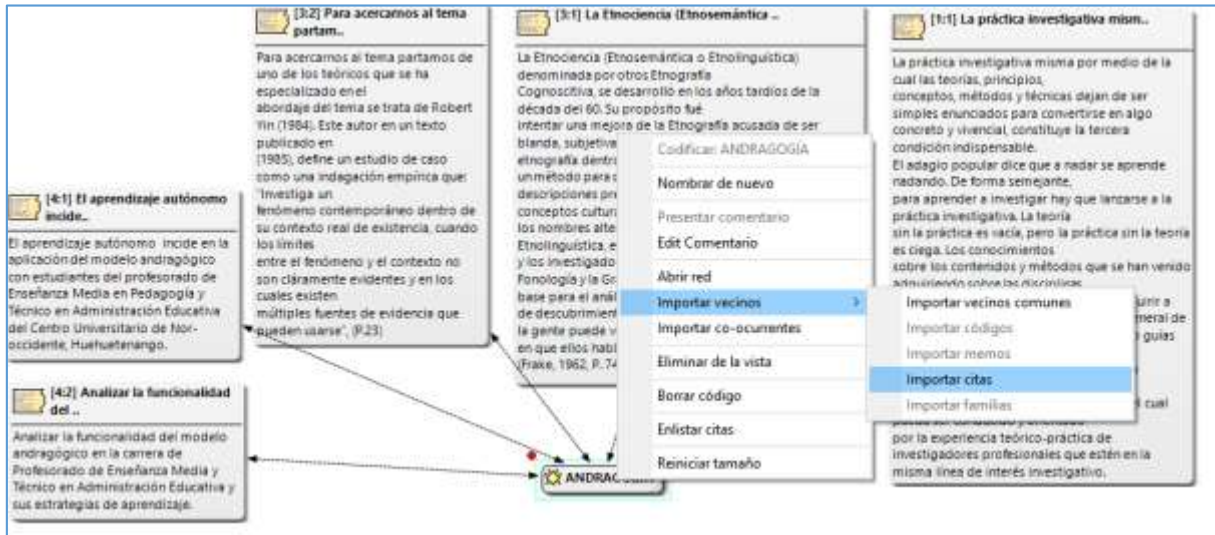 [3:2] Para acercarnos al tema
partam..
Para acercarnos al tema partamos de
uno de los teóricos que se ha
especializado en el
abordaje del tema se trata de Robert
Yin (1984). Este autor en un texto
publicado en
(1985), define un estudio de caso
como una indagación empírica que:
"Investiga un
fenómeno contemporáneo dentro de
su contexto real de existencia, cuando
los límites
entre el fenómeno y el contexto no
son claramente evidentes y en los
cuales existen
múltiples fuentes de evidencia que
pueden usarse", (P.23)
[3:1] La Etnociencia (Etnosemántica ..
La Etnociencia (Etnosemántica o Etnolinguística)
denominada por otros Etnografía
Cognoscitiva, se desarrolló en los años tardios de la
década del 60. Su propósito fué
intentar una mejora de la Etnografía acusada de ser
blanda, subjetiva
etnografía dentr
un método para
descripciones pre
conceptos cultur
los nombres alte
Etnolinguística, e
y los investigado
Fonología y la Gr
base para el anál
de descubrimien
la gente puede v
en que ellos habl
(Frake, 1962, P. 74
[1:1] La práctica investigativa mism..
La práctica investigativa misma por medio de la
cual las teorías, principios,
conceptos, métodos y técnicas dejan de ser
simples enunciados para convertirse en algo
concreto y vivencial, constituye la tercera
condición indispensable.
El adagio popular dice que a nadar se aprende
nadando. De forma semejante,
para aprender a investigar hay que lanzarse a la
práctica investigativa. La teoría
sin la práctica es vacía, pero la práctica sin la teoría
es ciega. Los conocimientos
sobre los contenidos y métodos que se han venido
adquiriendo sobre las disciplinas
urir a
neral de
guías
cual
por la experiencia teórico-práctica de
investigadores profesionales que estén en la
misma línea de interés investigativo.
[4:1] El aprendizaje autónomo
incide..
El aprendizaje autónomo incide en la
aplicación del modelo andragógico
con estudiantes del profesorado de
Enseñanza Media en Pedagogía y
Técnico en Administración Educativa
del Centro Universitario de Nor-
occidente, Huehuetenango.
[4:2] Analizar la funcionalidad
del ..
Analizar la funcionalidad del modelo
andragógico en la carrera de
Profesorado de Enseñanza Media y
Técnico en Administración Educativa y
sus estrategias de aprendizaje.
Codificar: ANDRAGOGÍA
Nombrar de nuevo
Presentar comentario
Edit Comentario
Abrir red
Importar vecinos
Importar co-ocurrentes
Eliminar de la vista
Borrar código
Enlistar citas
Reiniciar tamaño
Importar vecinos comunes
Importar códigos
Importar memos
Importar citas
Importar familias